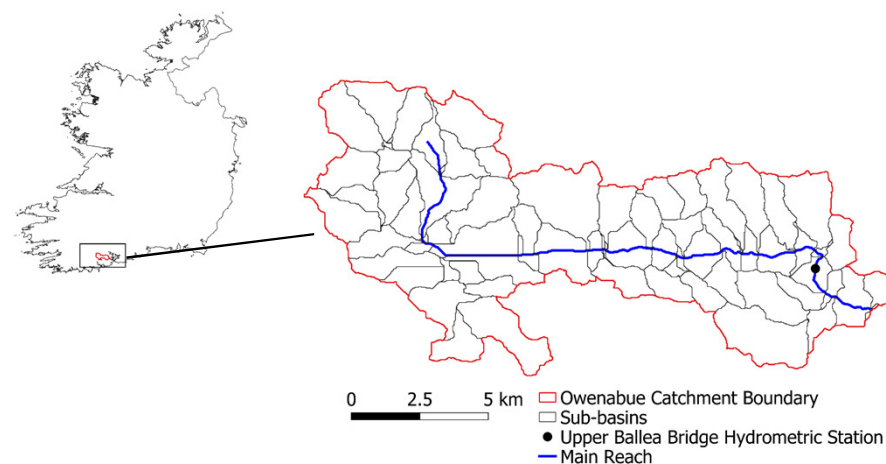 0 2.5 5 km
Owenabue Catchment Boundary
Sub-basins
Upper Ballea Bridge Hydrometric Station
Main Reach